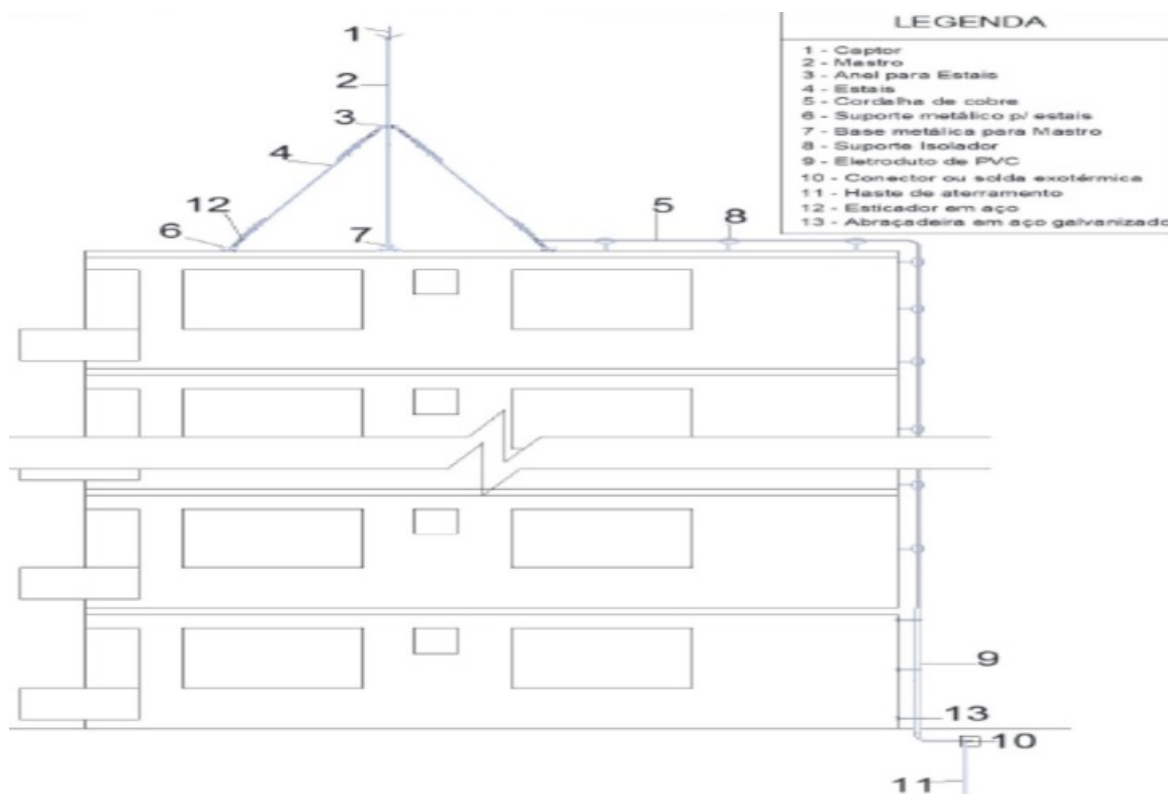 LEGENDA
1 - Captor
2 - Mastro
3 - Anel para Estais
4 - Estais
5 - Cordalha de cobre
6 - Suporte metálico p/ estais
7 - Base metálica para Mastro
8 - Suporte Isolador
9 - Eletroduto de PVC
10 - Conector ou solda exotérmica
11 - Haste de aterramento
12 - Esticador em aço
13 - Abraçadeira em aço galvanizado
1
2
3
4
12
6
7
5
8
9
13
10
11